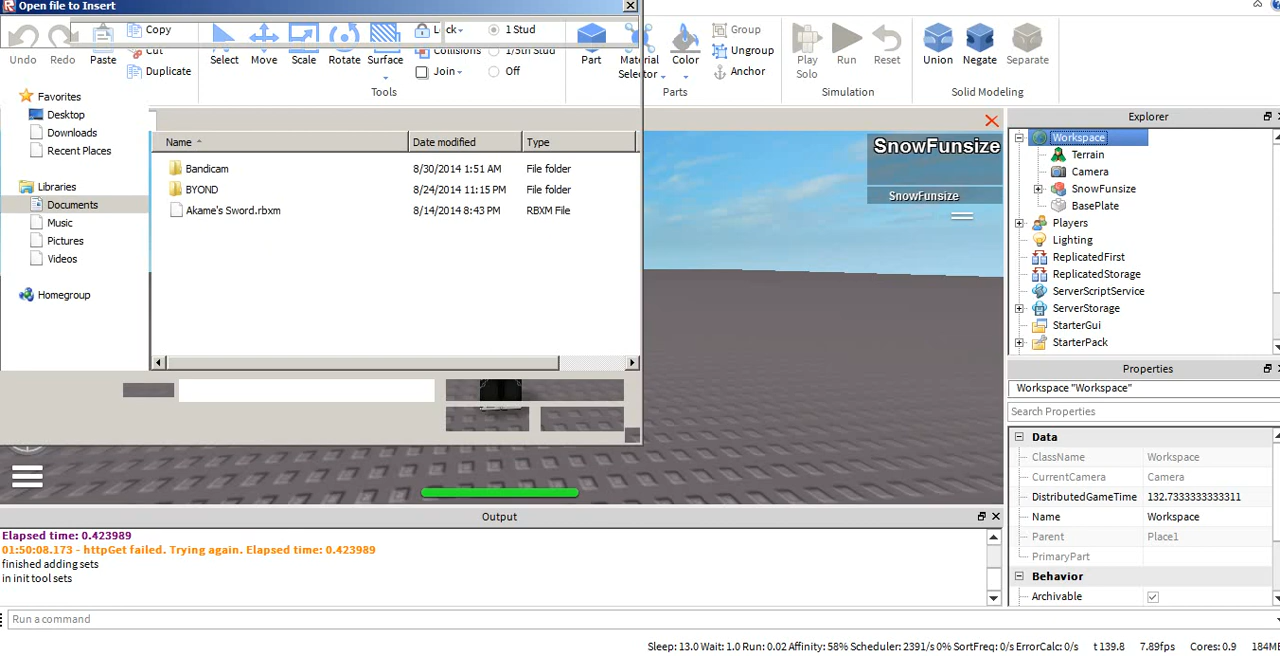 Open file to Insert
Undo Redo Paste
Copy
Cut
Duplicate
Select Move Scale Rotate Surface
Collisions
Join
1 Stud
1/5th Stud
Off
Tools
Part Material Selector Color
Group
Ungroup
Anchor
Parts
Play Solo Run Reset
Simulation
Union Negate Separate
Solid Modeling
Favorites
Desktop
Downloads
Recent Places
Libraries
Documents
Music
Pictures
Videos
Homegroup
Name Date modified Type
Bandicam 8/30/2014 1:51 AM File folder
BYOND 8/24/2014 11:15 PM File folder
Akame's Sword.rbxm 8/14/2014 8:43 PM RBXM File
SnowFunsize
SnowFunsize
Explorer
Workspace
Terrain
Camera
SnowFunsize
BasePlate
Players
Lighting
ReplicatedFirst
ReplicatedStorage
ServerScriptService
ServerStorage
StarterGui
StarterPack
Properties
Workspace "Workspace"
Search Properties
Data
ClassName Workspace
CurrentCamera Camera
DistributedGameTime 132.7333333333311
Name Workspace
Parent Place1
PrimaryPart
Behavior
Archivable
Output
Elapsed time: 0.423989
01:50:08.173 - httpGet failed. Trying again. Elapsed time: 0.423989
finished adding sets
in init tool sets
Run a command
Sleep: 13.0 Wait: 1.0 Run: 0.02 Affinity: 58% Scheduler: 2391/s 0% SortFreq: 0/s ErrorCalc: 0/s t 139.8 7.89fps Cores: 0.9 184M